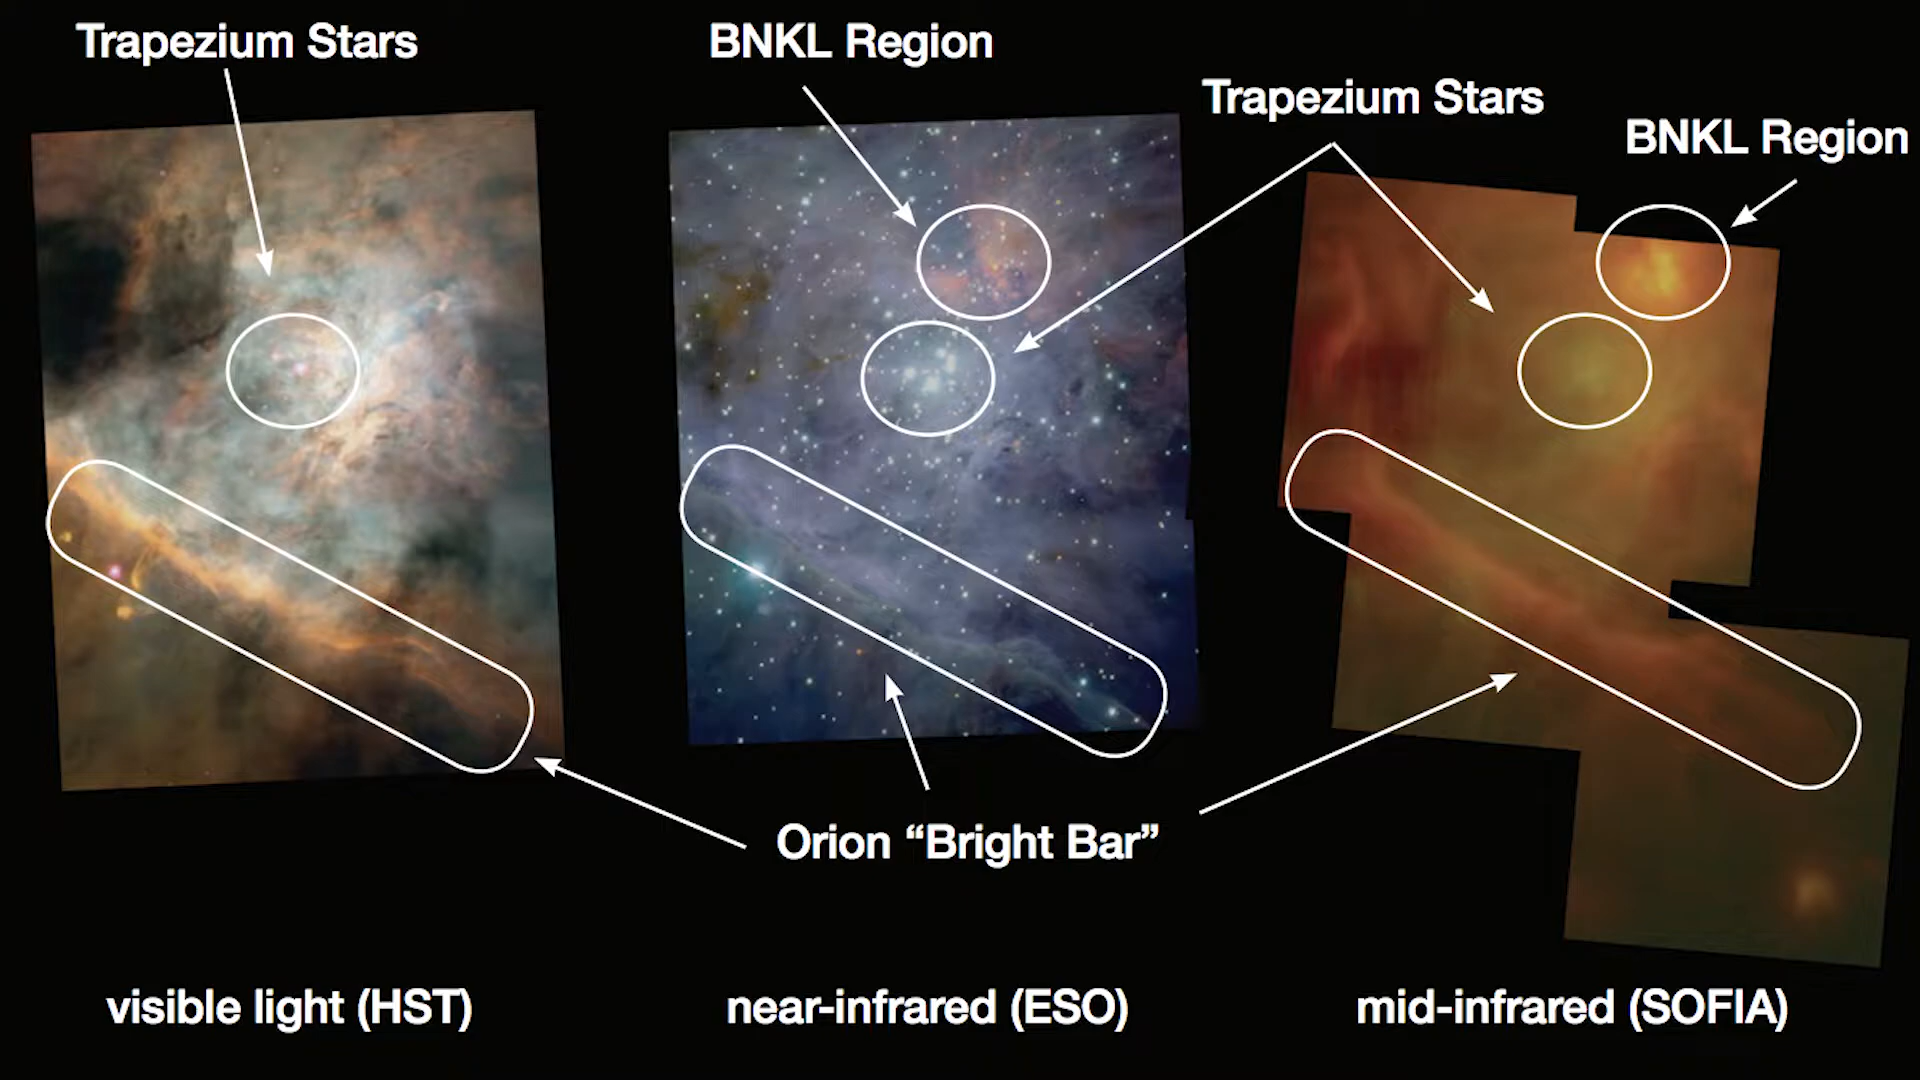 Trapezium Stars
BNKL Region
Trapezium Stars
BNKL Region
Orion “Bright Bar”
visible light (HST)
near-infrared (ESO)
mid-infrared (SOFIA)